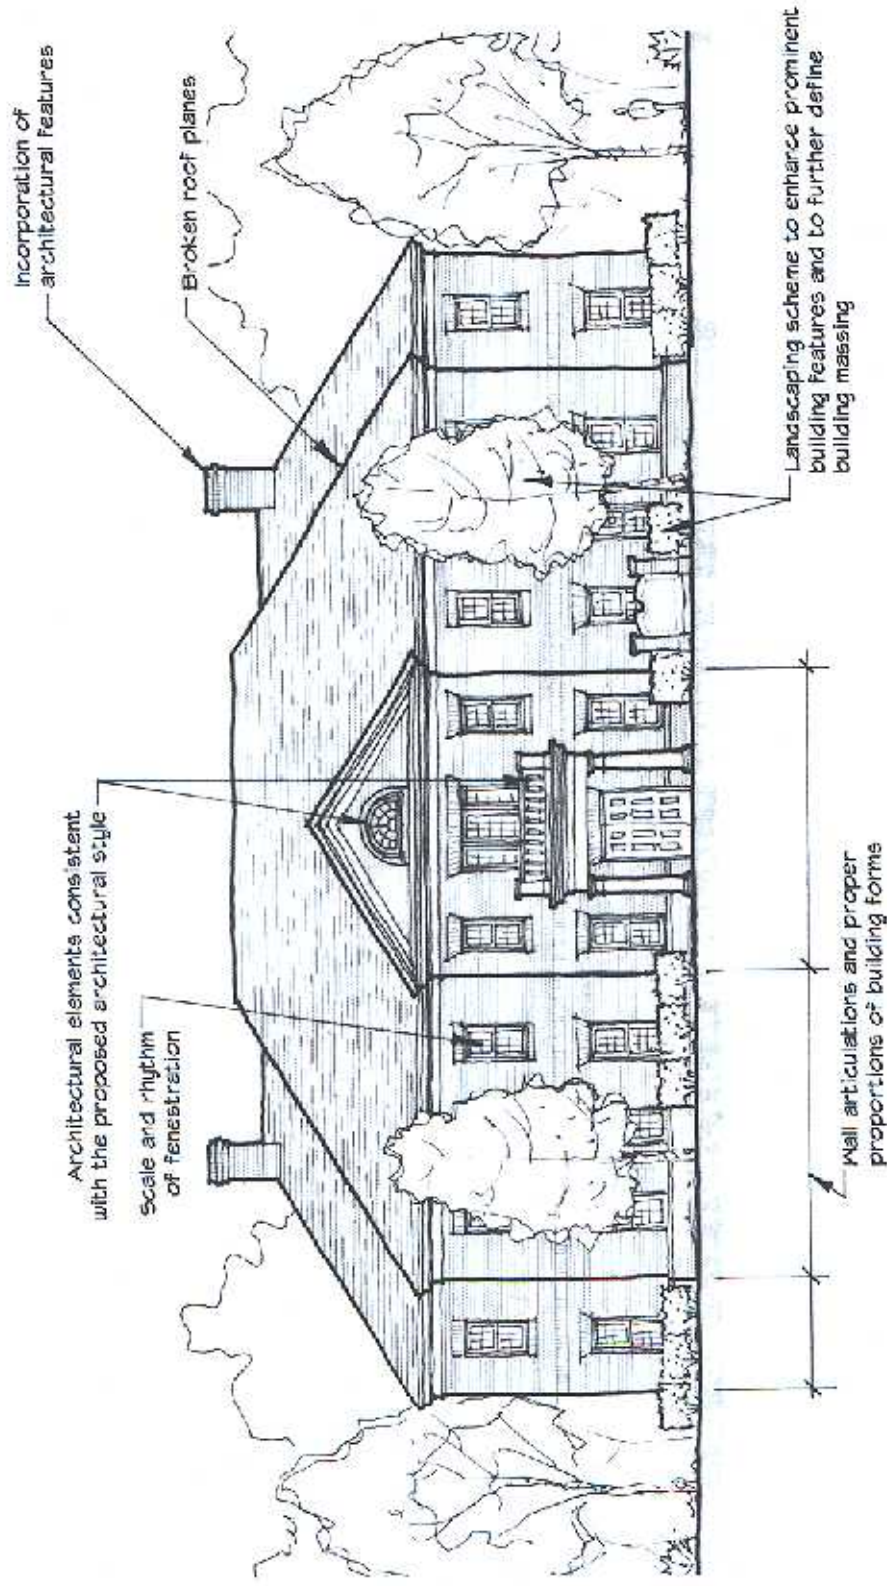 Incorporation of
architectural features
Broken roof planes
Architectural elements consistent
with the proposed architectural style
Scale and rhythm
of fenestration
Landscaping scheme to enhance prominent
building features and to further define
building massing
Wall articulations and proper
proportions of building forms